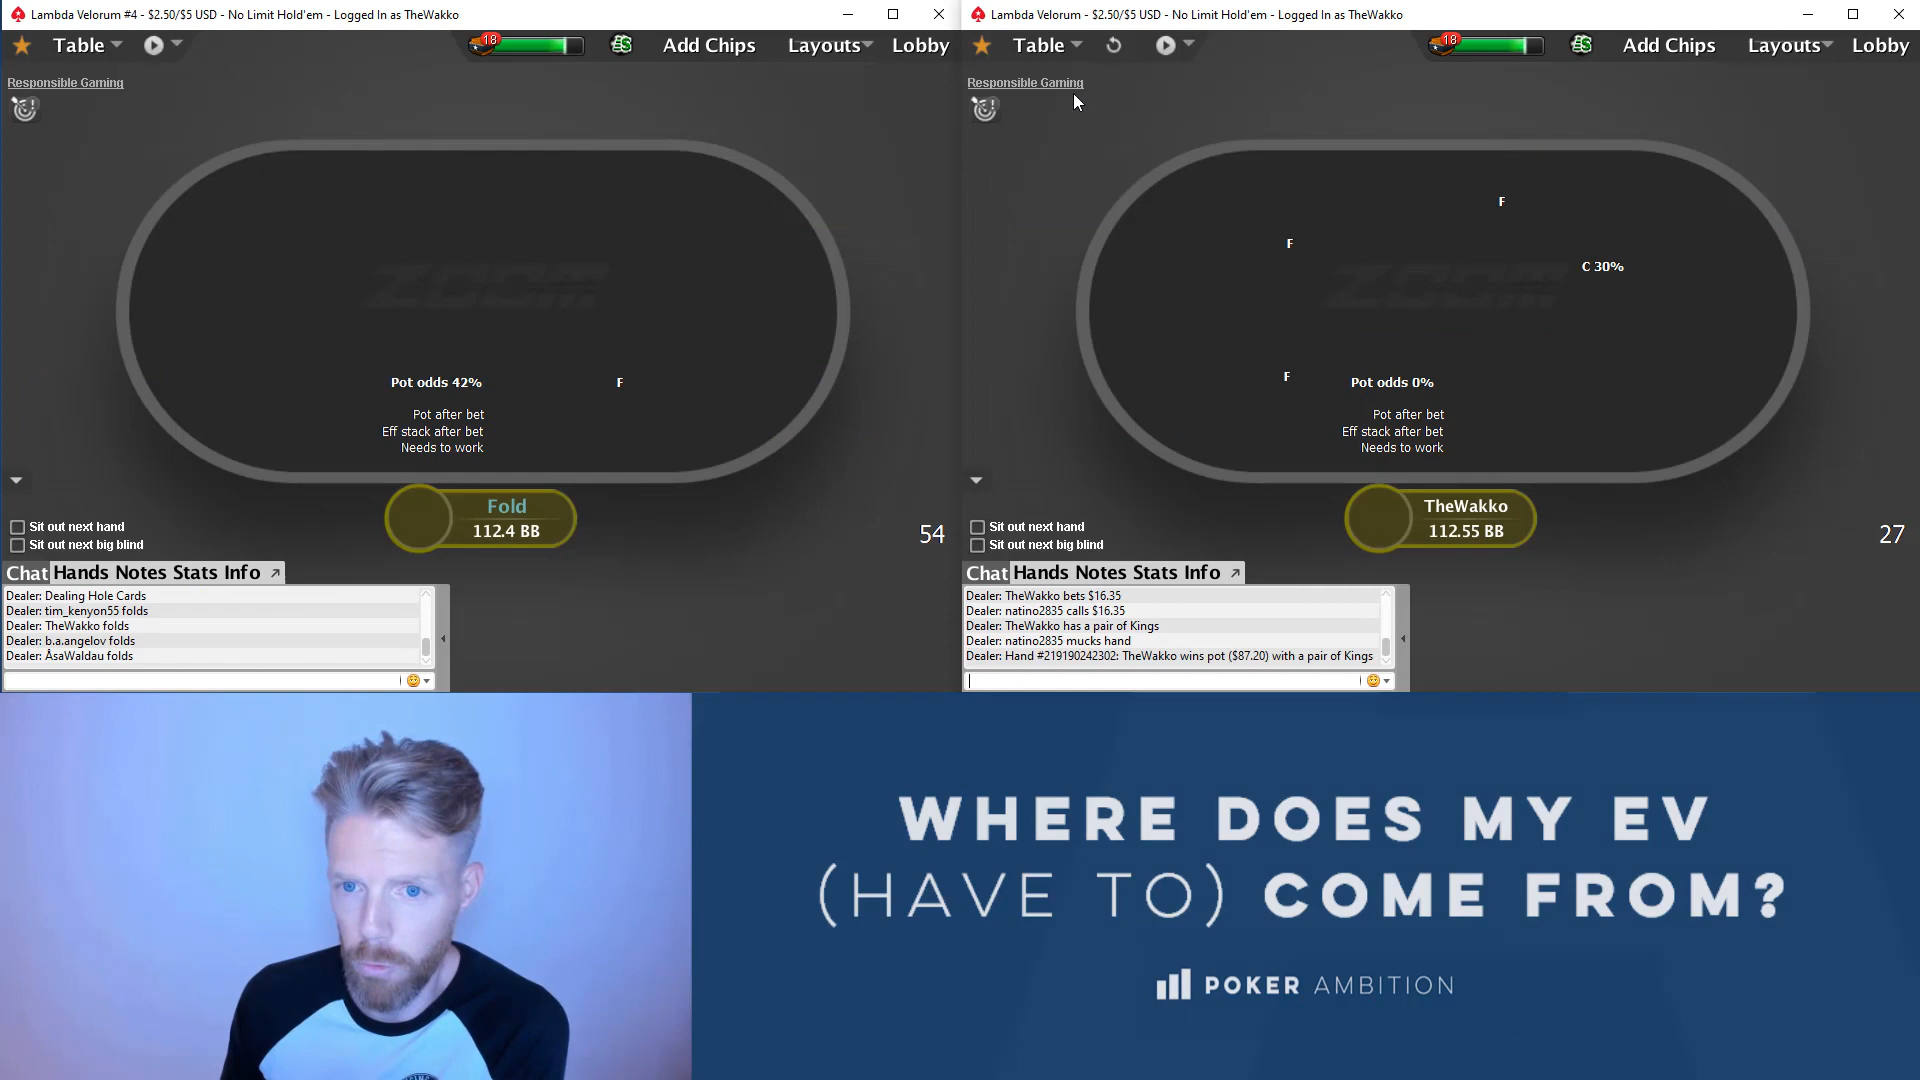 Lambda Velorum #4 - $2.50/$5 USD - No Limit Hold'em - Logged In as TheWakko
Table
18
Add Chips
Layouts
Lobby
Responsible Gaming
ZOOM
Pot odds 42%
F
Pot after bet
Eff stack after bet
Needs to work
Fold
112.4 BB
Sit out next hand
Sit out next big blind
54
Chat Hands Notes Stats Info
Dealer: Dealing Hole Cards
Dealer: tim_kenyon55 folds
Dealer: TheWakko folds
Dealer: b.a.angelov folds
Dealer: ÅsaWaldau folds
Lambda Velorum - $2.50/$5 USD - No Limit Hold'em - Logged In as TheWakko
Table
18
Add Chips
Layouts
Lobby
Responsible Gaming
F
F
C 30%
ZOOM
F
Pot odds 0%
Pot after bet
Eff stack after bet
Needs to work
TheWakko
112.55 BB
Sit out next hand
Sit out next big blind
27
Chat Hands Notes Stats Info
Dealer: TheWakko bets $16.35
Dealer: natino2835 calls $16.35
Dealer: TheWakko has a pair of Kings
Dealer: natino2835 mucks hand
Dealer: Hand #219190242302: TheWakko wins pot ($87.20) with a pair of Kings
WHERE DOES MY EV
(HAVE TO) COME FROM?
POKER AMBITION